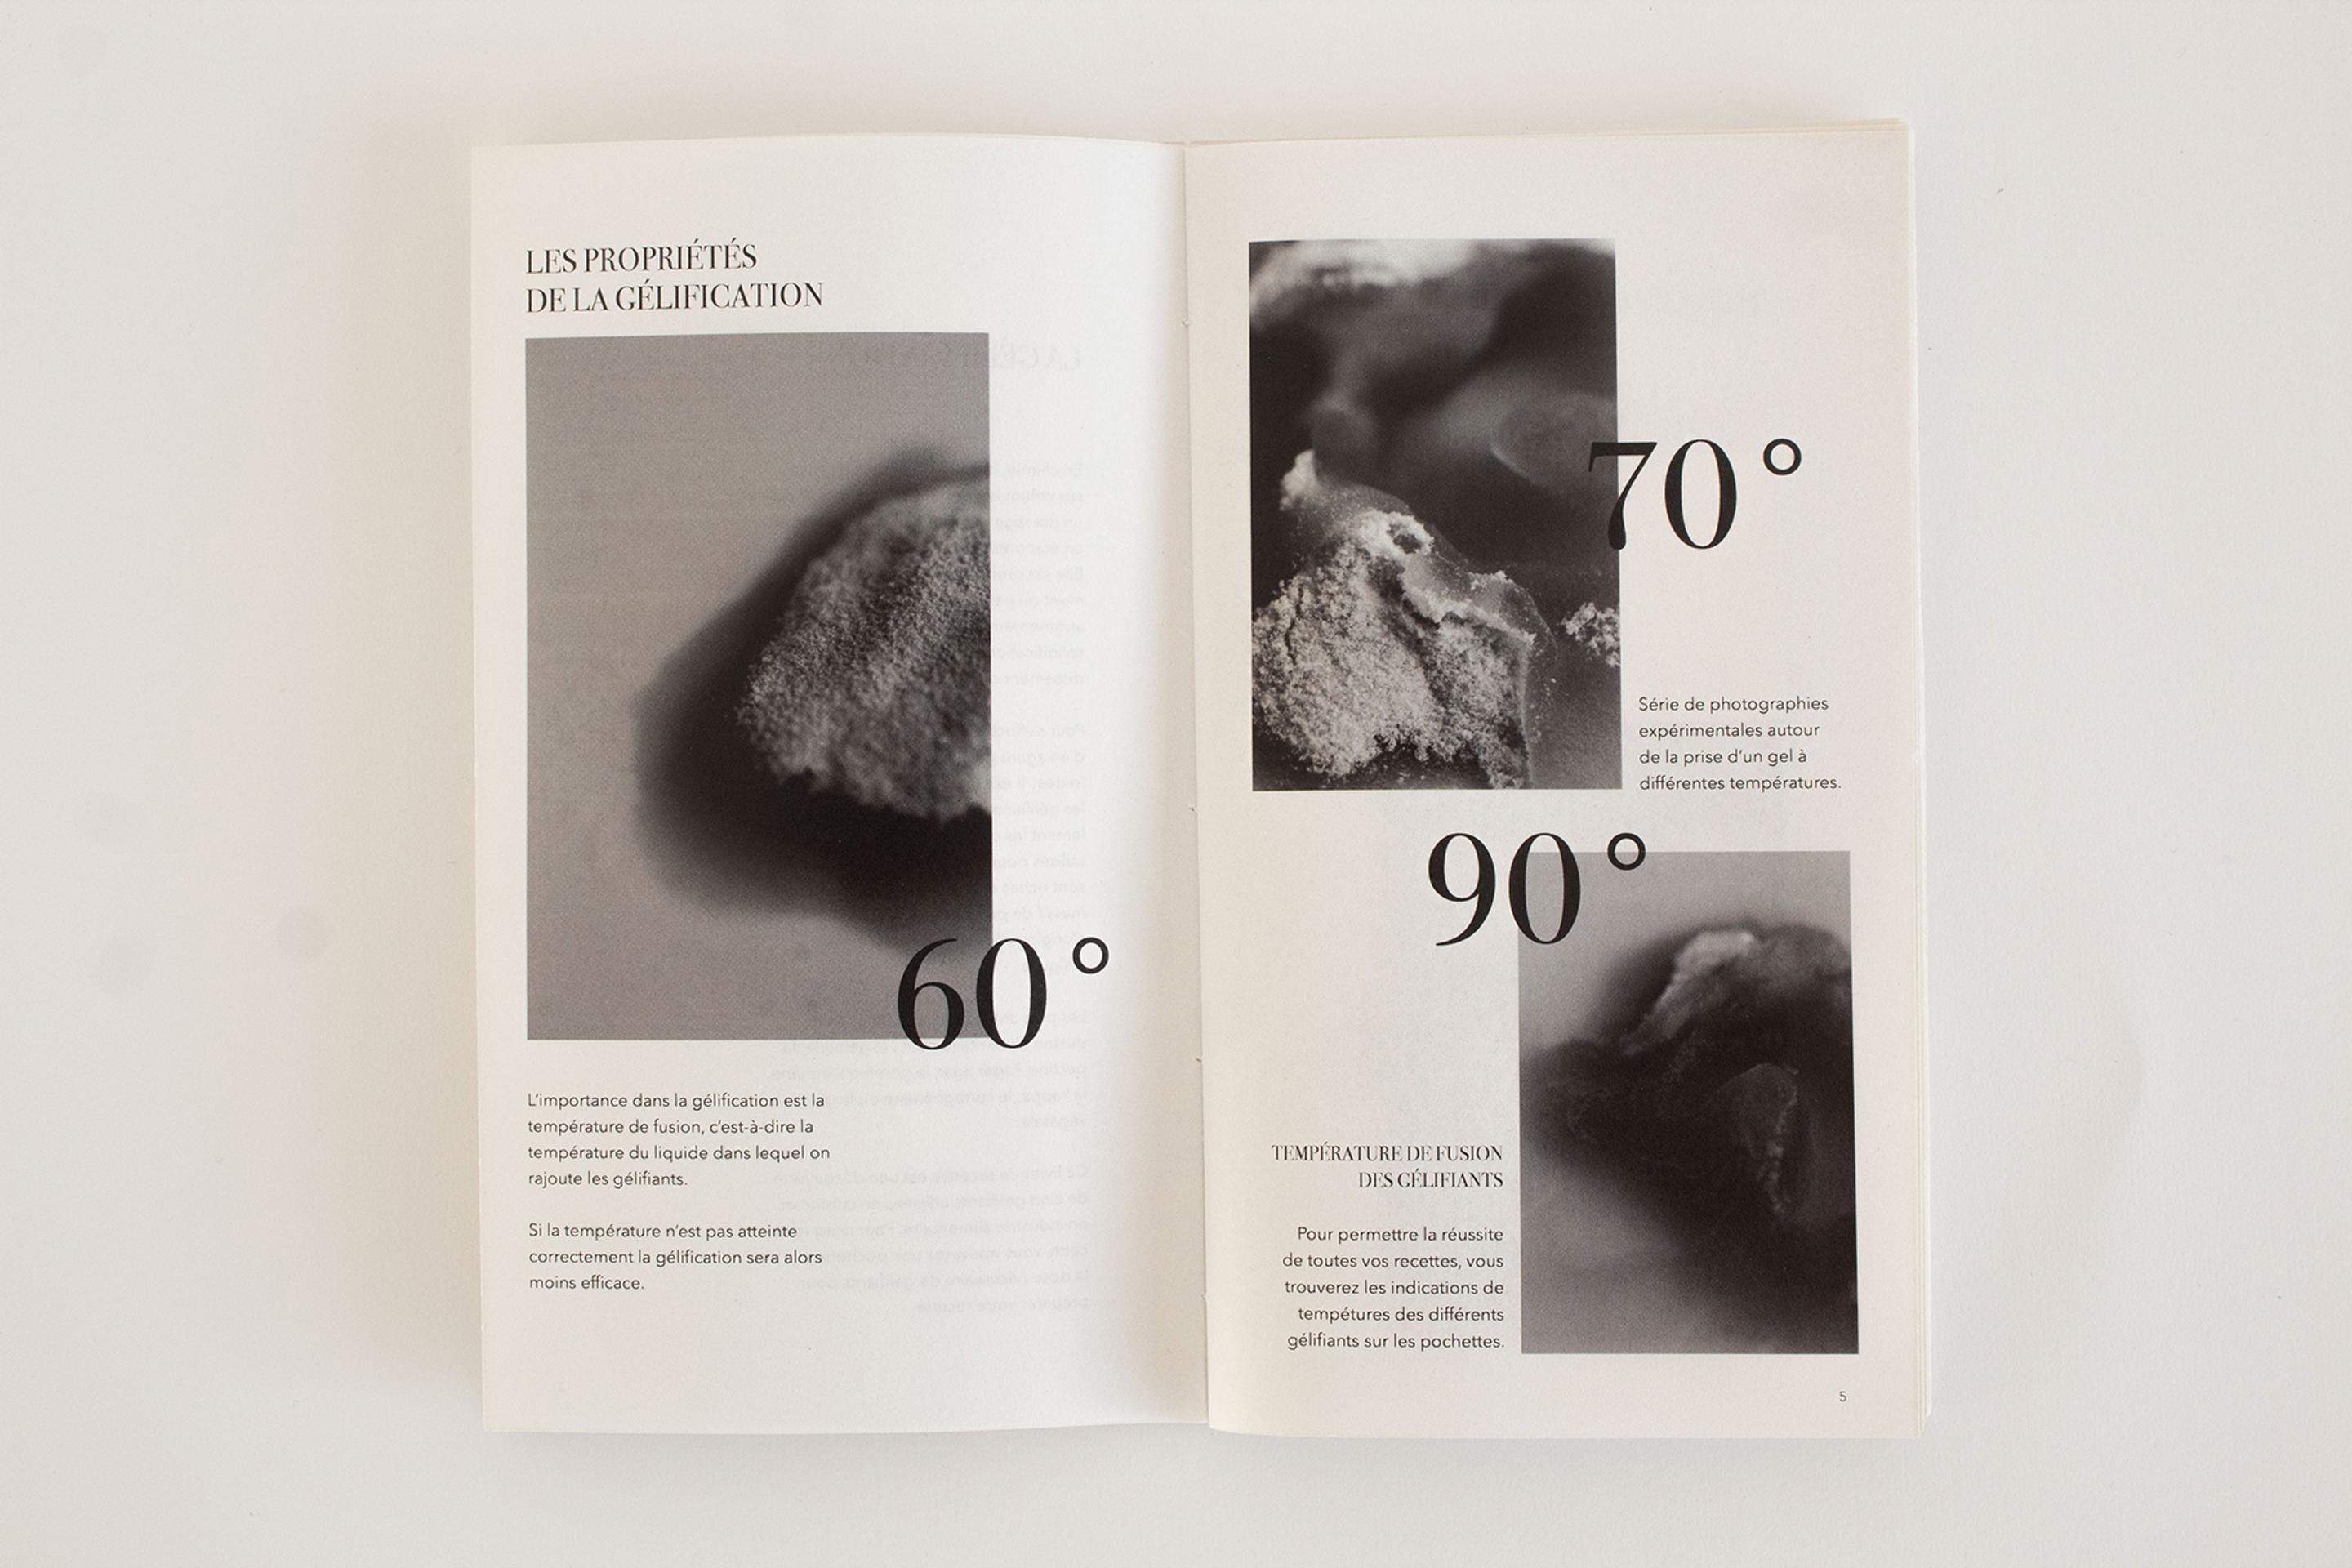 LES PROPRIÉTÉS
DE LA GÉLIFICATION
60°
L'importance dans la gélification est la
température de fusion, c'est-à-dire la
température du liquide dans lequel on
rajoute les gélifiants.
Si la température n'est pas atteinte
correctement la gélification sera alors
moins efficace.
70°
Série de photographies
expérimentales autour
de la prise d'un gel à
différentes températures.
90°
TEMPÉRATURE DE FUSION
DES GÉLIFIANTS
Pour permettre la réussite
de toutes vos recettes, vous
trouverez les indications de
tempétures des différents
gélifiants sur les pochettes.
5